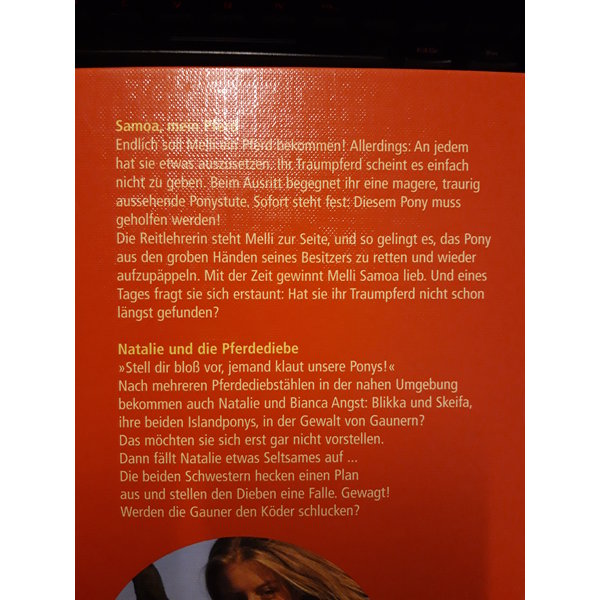 Samoa, mein Pferd
Endlich soll Melli ein Pferd bekommen! Allerdings: An jedem
hat sie etwas auszusetzen. Ihr Traumpferd scheint es einfach
nicht zu geben. Beim Ausritt begegnet ihr eine magere, traurig
aussehende Ponystute. Sofort steht fest: Diesem Pony muss
geholfen werden!
Die Reitlehrerin steht Melli zur Seite, und so gelingt es, das Pony
aus den groben Händen seines Besitzers zu retten und wieder
aufzupäppeln. Mit der Zeit gewinnt Melli Samoa lieb. Und eines
Tages fragt sie sich erstaunt: Hat sie ihr Traumpferd nicht schon
längst gefunden?
Natalie und die Pferdediebe
»Stell dir bloß vor, jemand klaut unsere Ponys!«
Nach mehreren Pferdediebstählen in der nahen Umgebung
bekommen auch Natalie und Bianca Angst: Blikka und Skeifa,
ihre beiden Islandponys, in der Gewalt von Gaunern?
Das möchten sie sich erst gar nicht vorstellen.
Dann fällt Natalie etwas Seltsames auf ...
Die beiden Schwestern hecken einen Plan
aus und stellen den Dieben eine Falle. Gewagt!
Werden die Gauner den Köder schlucken?